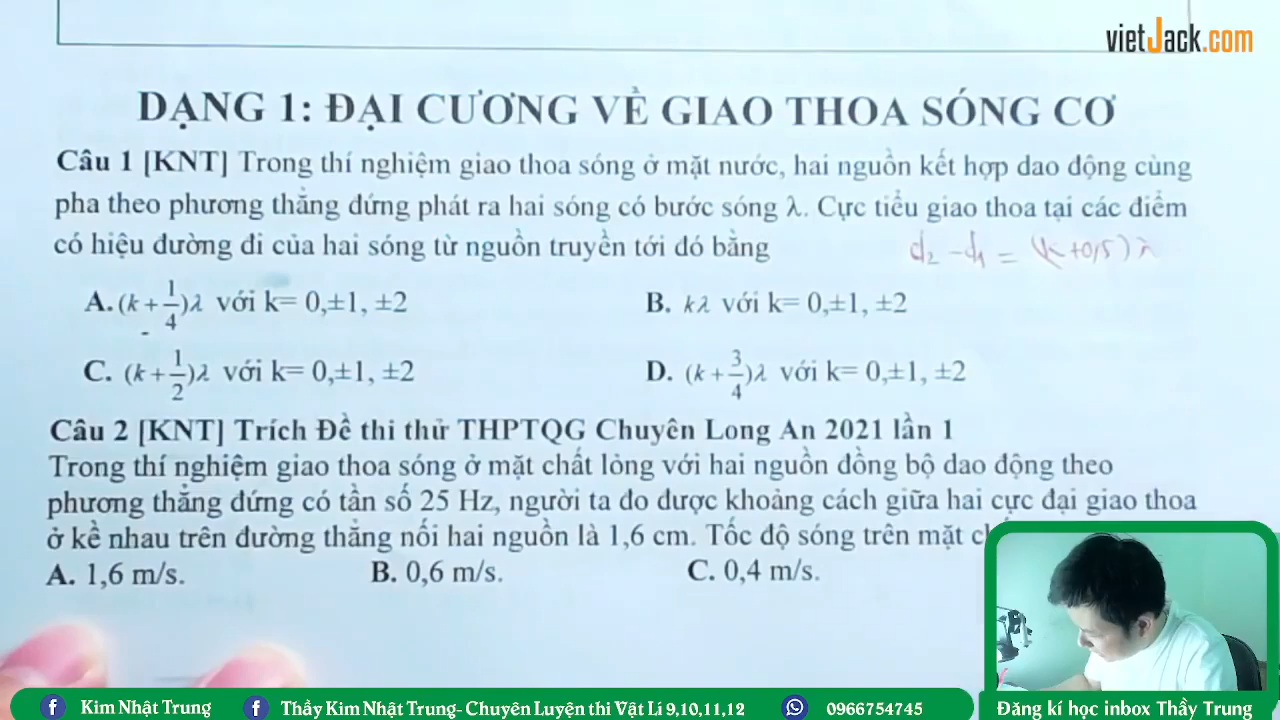 vietJack.com
DẠNG 1: ĐẠI CƯƠNG VỀ GIAO THOA SÓNG CƠ
Câu 1 [KNT] Trong thí nghiệm giao thoa sóng ở mặt nước, hai nguồn kết hợp dao động cùng
pha theo phương thẳng đứng phát ra hai sóng có bước sóng λ. Cực tiểu giao thoa tại các điểm
có hiệu đường đi của hai sóng từ nguồn truyền tới đó bằng
d₂ - d₁ = (k+0,5)λ
A. (k + 1/4)λ với k= 0,±1, ±2
B. kλ với k= 0,±1, ±2
C. (k + 1/2)λ với k= 0,±1, ±2
D. (k + 3/4)λ với k= 0,±1, ±2
Câu 2 [KNT] Trích Đề thi thử THPTQG Chuyên Long An 2021 lần 1
Trong thí nghiệm giao thoa sóng ở mặt chất lỏng với hai nguồn đồng bộ dao động theo
phương thẳng đứng có tần số 25 Hz, người ta đo được khoảng cách giữa hai cực đại giao thoa
ở kề nhau trên đường thẳng nối hai nguồn là 1,6 cm. Tốc độ sóng trên mặt
A. 1,6 m/s. B. 0,6 m/s. C. 0,4 m/s.
Kim Nhật Trung
Thầy Kim Nhật Trung- Chuyên Luyện thi Vật Lí 9,10,11,12
0966754745
Đăng kí học inbox Thầy Trung